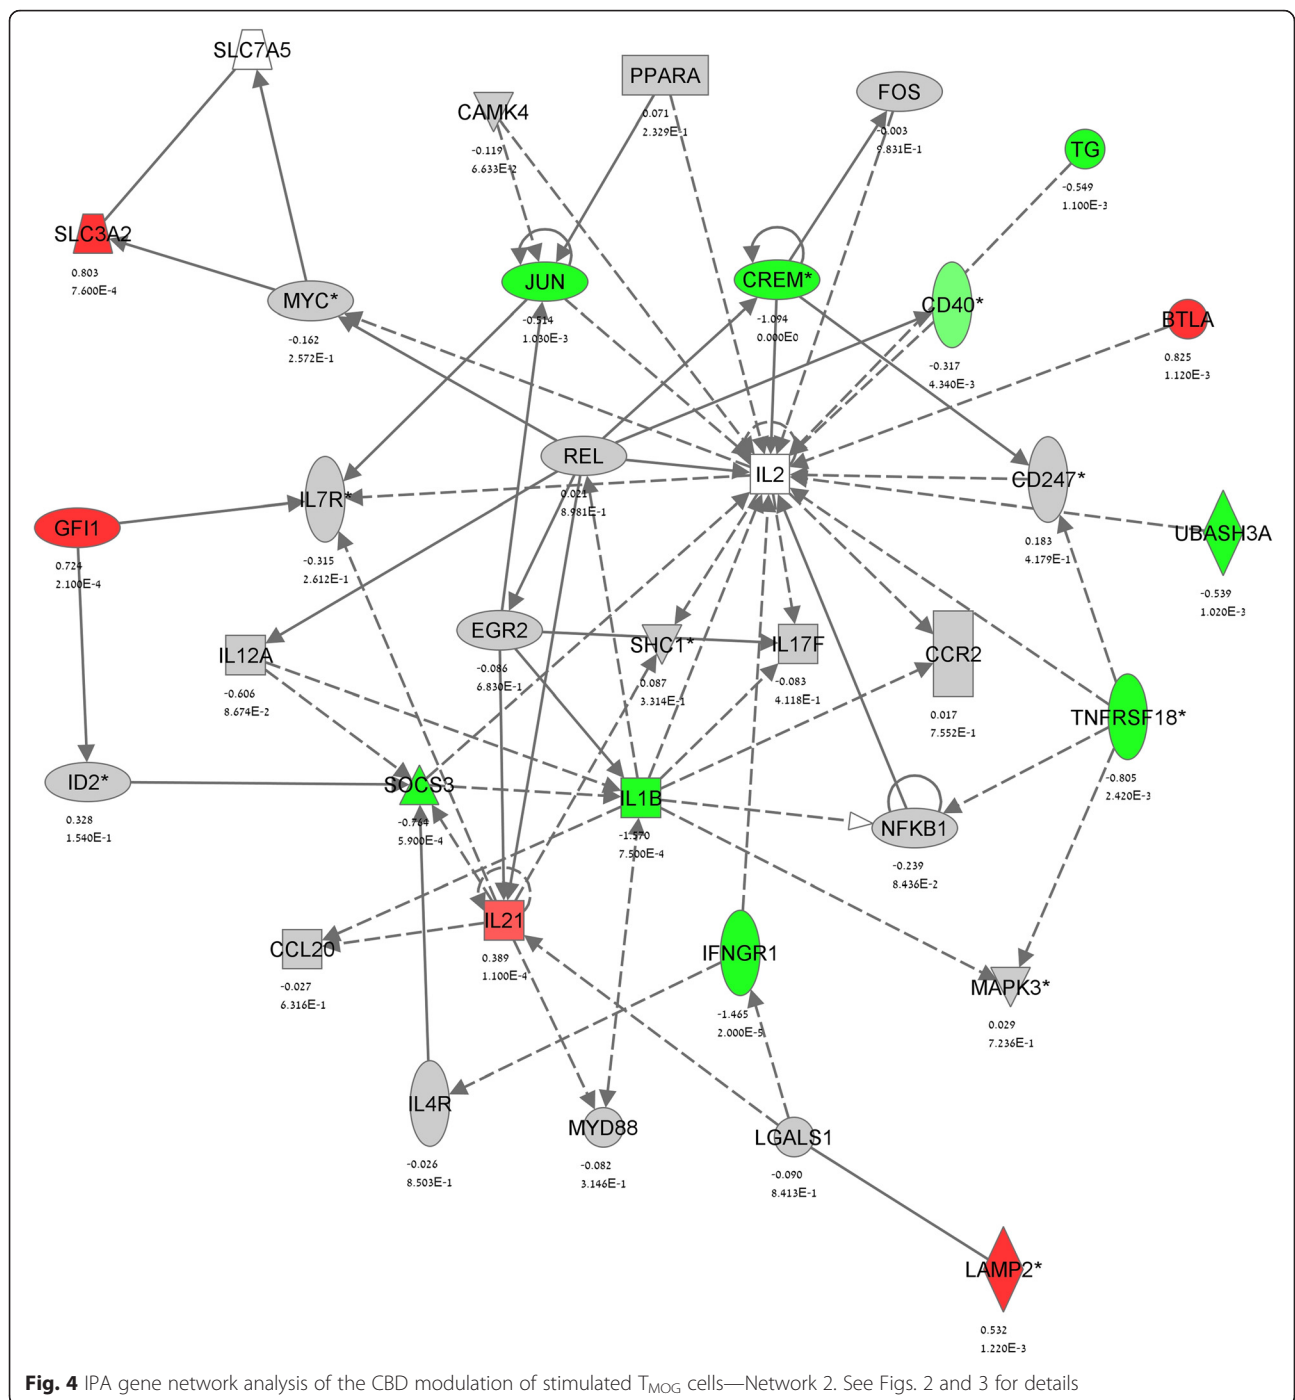 SLC7A5
PPARA
0.071
2.329E-1
FOS
-0.003
9.831E-1
CAMK4
-0.119
6.633E-2
TG
-0.549
1.100E-3
SLC3A2
0.803
7.600E-4
MYC*
-0.162
2.572E-1
JUN
-0.514
1.030E-3
CREM*
-1.094
0.000E0
CD40*
-0.317
4.340E-3
BTLA
0.825
1.120E-3
REL
0.021
8.981E-1
IL2
CD247*
0.183
4.179E-1
IL7R*
-0.315
2.612E-1
GFI1
0.724
2.100E-4
UBASH3A
-0.539
1.020E-3
EGR2
-0.086
6.830E-1
SHC1*
0.087
3.314E-1
IL17F
-0.083
4.118E-1
CCR2
0.017
7.552E-1
IL12A
-0.606
8.674E-2
TNFRSF18*
-0.805
2.420E-3
ID2*
0.328
1.540E-1
SOCS3
-0.764
5.900E-4
IL1B
-1.570
7.500E-4
NFKB1
-0.239
8.436E-2
IL21
0.389
1.100E-4
CCL20
-0.027
6.316E-1
IFNGR1
-1.465
2.000E-5
MAPK3*
0.029
7.236E-1
IL4R
-0.026
8.503E-1
MYD88
-0.082
3.146E-1
LGALS1
-0.090
8.413E-1
LAMP2*
0.532
1.220E-3
Fig. 4 IPA gene network analysis of the CBD modulation of stimulated TMOG cells—Network 2. See Figs. 2 and 3 for details